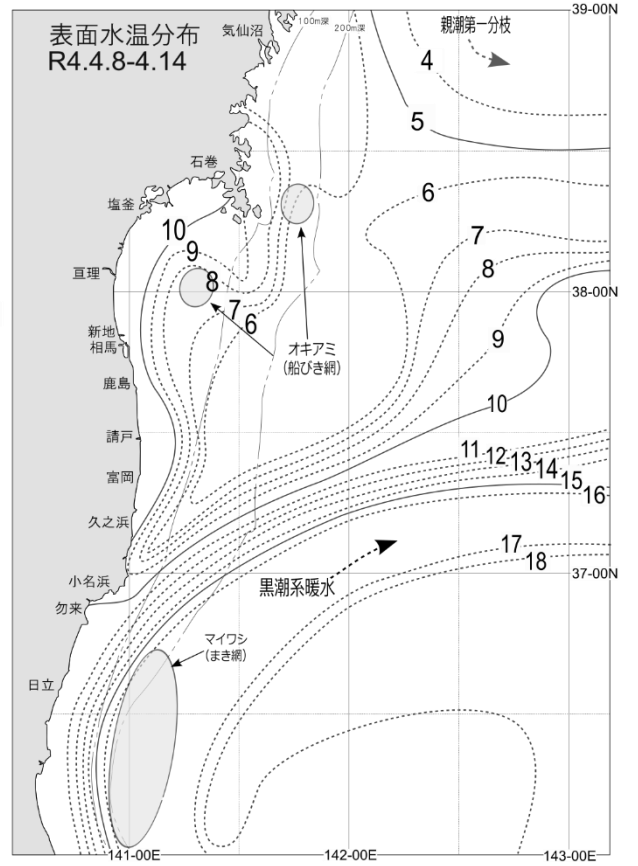 表面水温分布
R4.4.8-4.14
気仙沼
100m深
200m深
親潮第一分枝
39-00N
4
5
石巻
塩釜
10
9
8
7
6
6
7
8
9
10
亘理
38-00N
新地
相馬
オキアミ
(船びき網)
鹿島
請戸
富岡
久之浜
11
12
13
14
15
16
17
18
小名浜
黒潮系暖水
37-00N
勿来
マイワシ
(まき網)
日立
141-00E
142-00E
143-00E